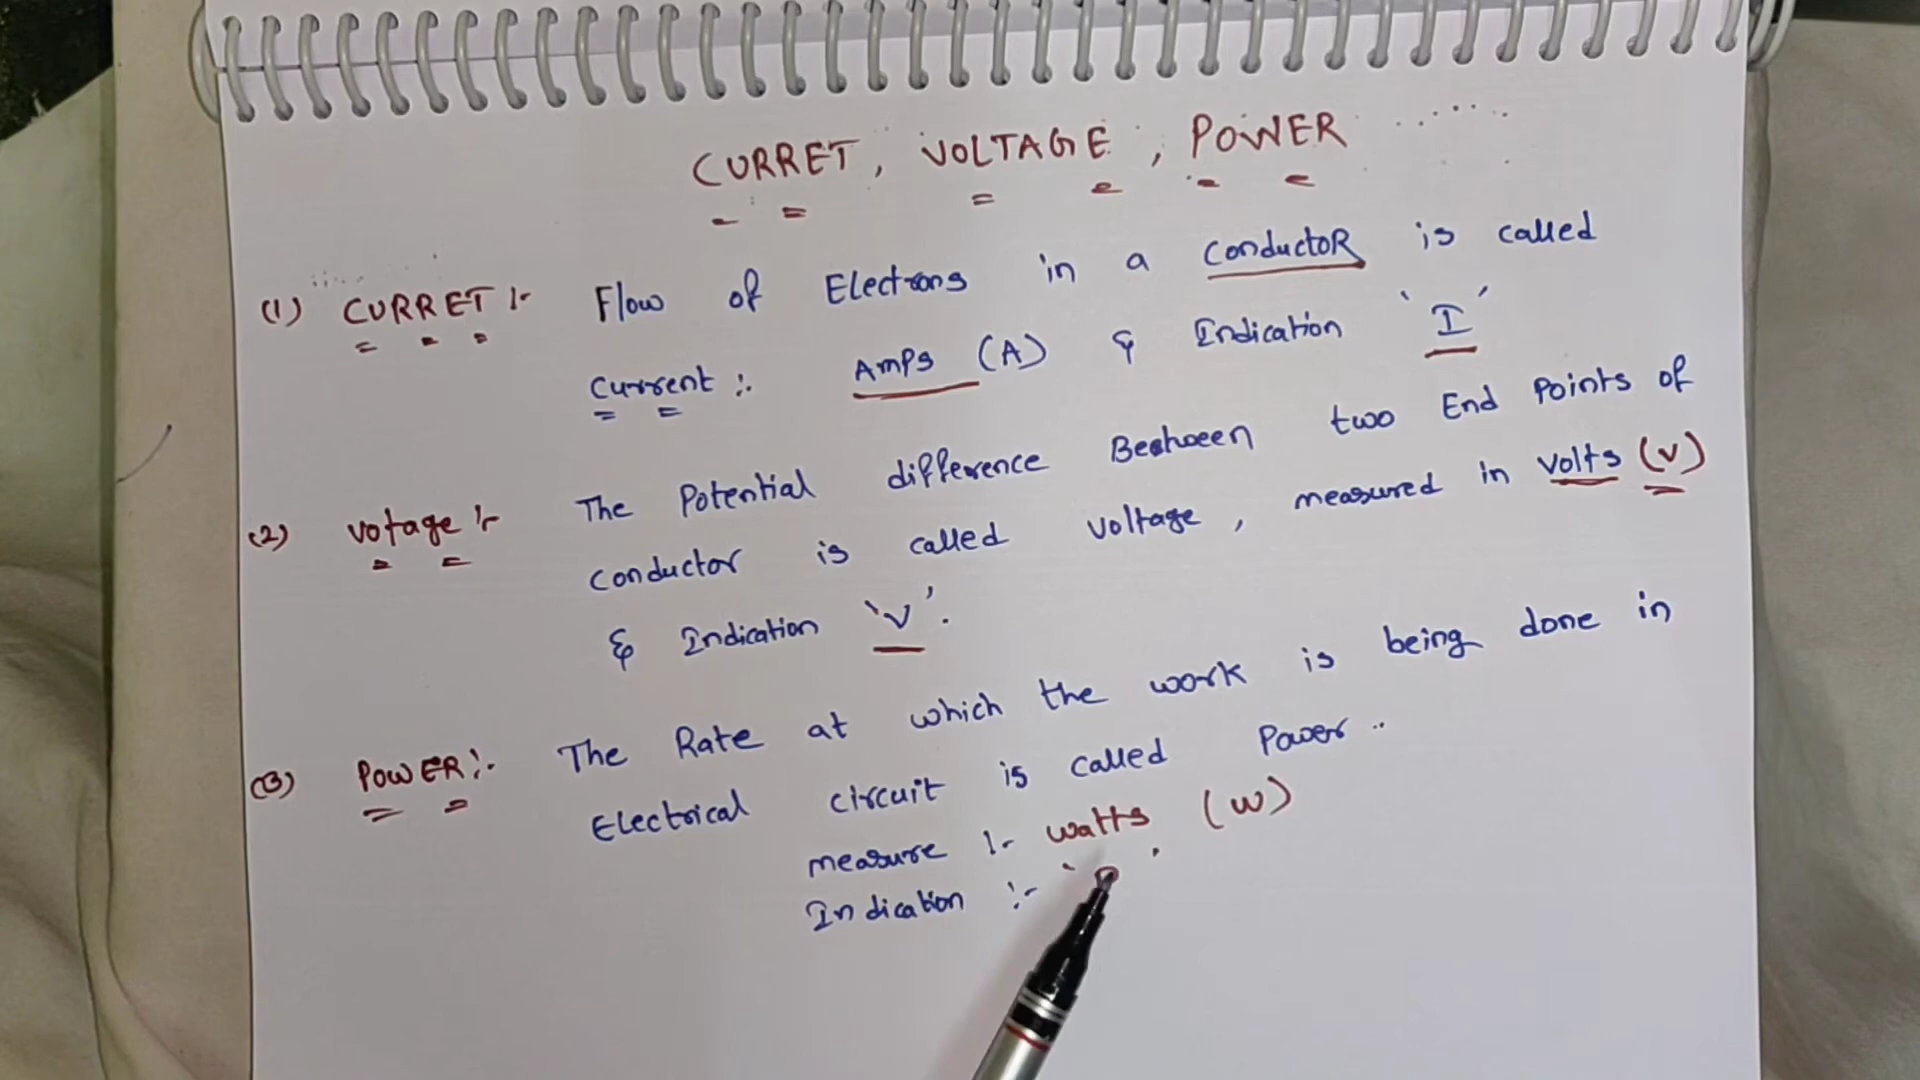 CURRET, VOLTAGE, POWER
(1) CURRET :- Flow of Electrons in a ConductoR is called
Current :. Amps (A) & Indication 'I'
(2) Votage :- The Potential difference Between two End Points of
Conductor is called Voltage, measured in Volts (V)
& Indication 'V'.
(3) PowER :- The Rate at which the work is being done in
Electrical circuit is called Power..
measure :- watts (w)
Indication :-